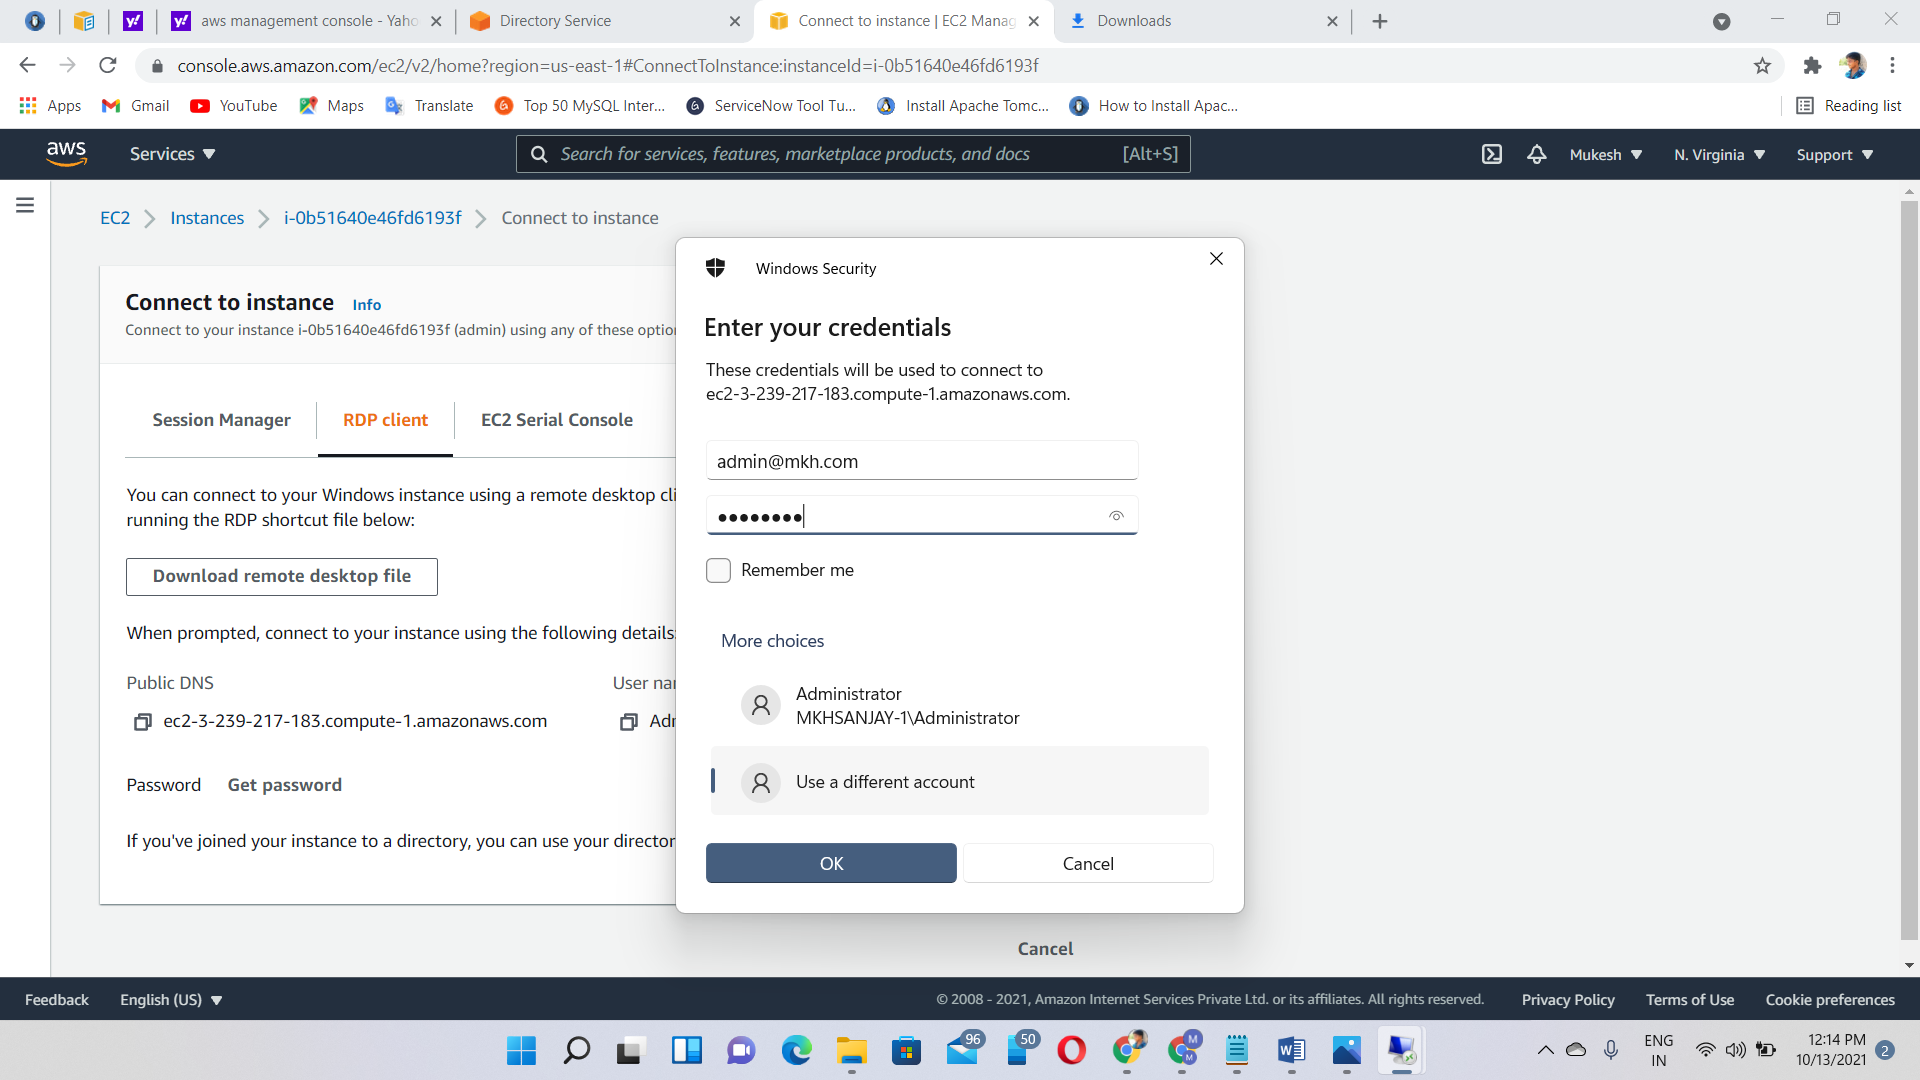 aws management console - Yaho
Directory Service
Connect to instance | EC2 Manag
Downloads
console.aws.amazon.com/ec2/v2/home?region=us-east-1#ConnectToInstance:instanceId=i-0b51640e46fd6193f
Apps
Gmail
YouTube
Maps
Translate
Top 50 MySQL Inter...
ServiceNow Tool Tu...
Install Apache Tomc...
How to Install Apac...
Reading list
aws
Services
Search for services, features, marketplace products, and docs
[Alt+S]
Mukesh
N. Virginia
Support
EC2
Instances
i-0b51640e46fd6193f
Connect to instance
Connect to instance
Info
Connect to your instance i-0b51640e46fd6193f (admin) using any of these optio
Session Manager
RDP client
EC2 Serial Console
You can connect to your Windows instance using a remote desktop cli
running the RDP shortcut file below:
Download remote desktop file
When prompted, connect to your instance using the following details:
Public DNS
User na
ec2-3-239-217-183.compute-1.amazonaws.com
Adr
Password
Get password
If you've joined your instance to a directory, you can use your director
Cancel
Windows Security
Enter your credentials
These credentials will be used to connect to
ec2-3-239-217-183.compute-1.amazonaws.com.
admin@mkh.com
Remember me
More choices
Administrator
MKHSANJAY-1\Administrator
Use a different account
OK
Cancel
Feedback
English (US)
© 2008 - 2021, Amazon Internet Services Private Ltd. or its affiliates. All rights reserved.
Privacy Policy
Terms of Use
Cookie preferences
96
50
ENG
IN
12:14 PM
10/13/2021
2